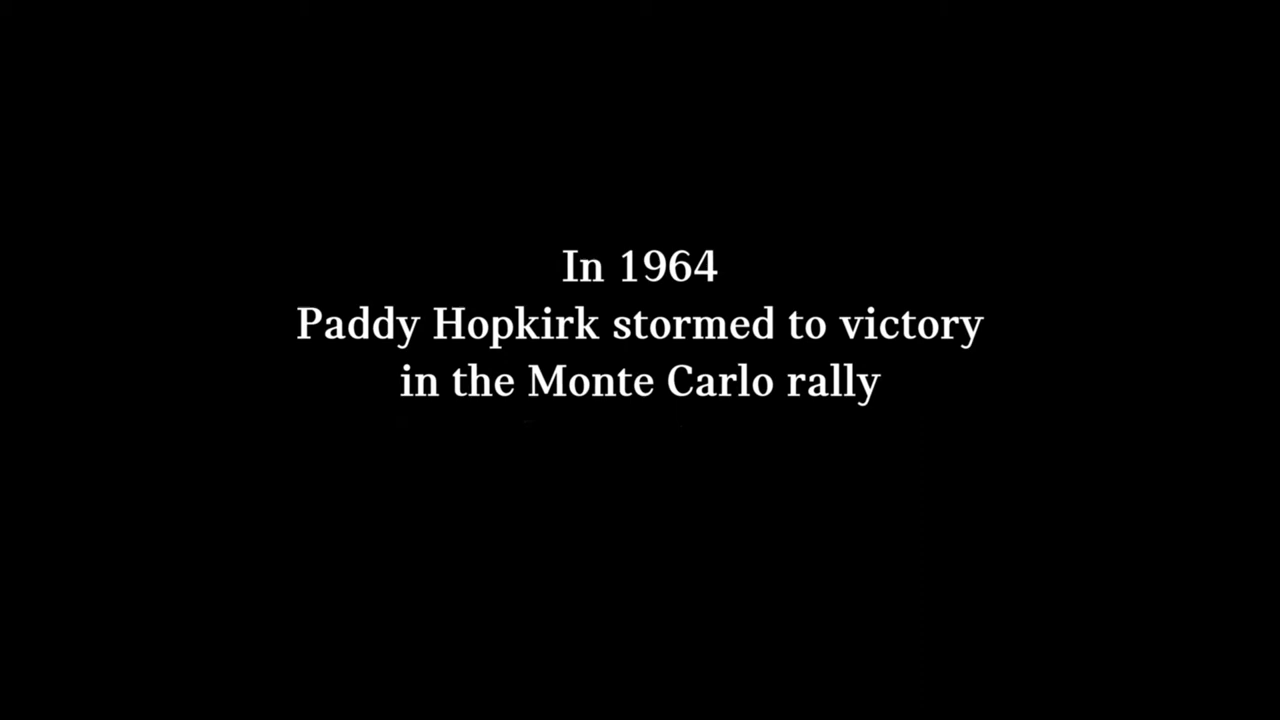 In 1964
Paddy Hopkirk stormed to victory
in the Monte Carlo rally